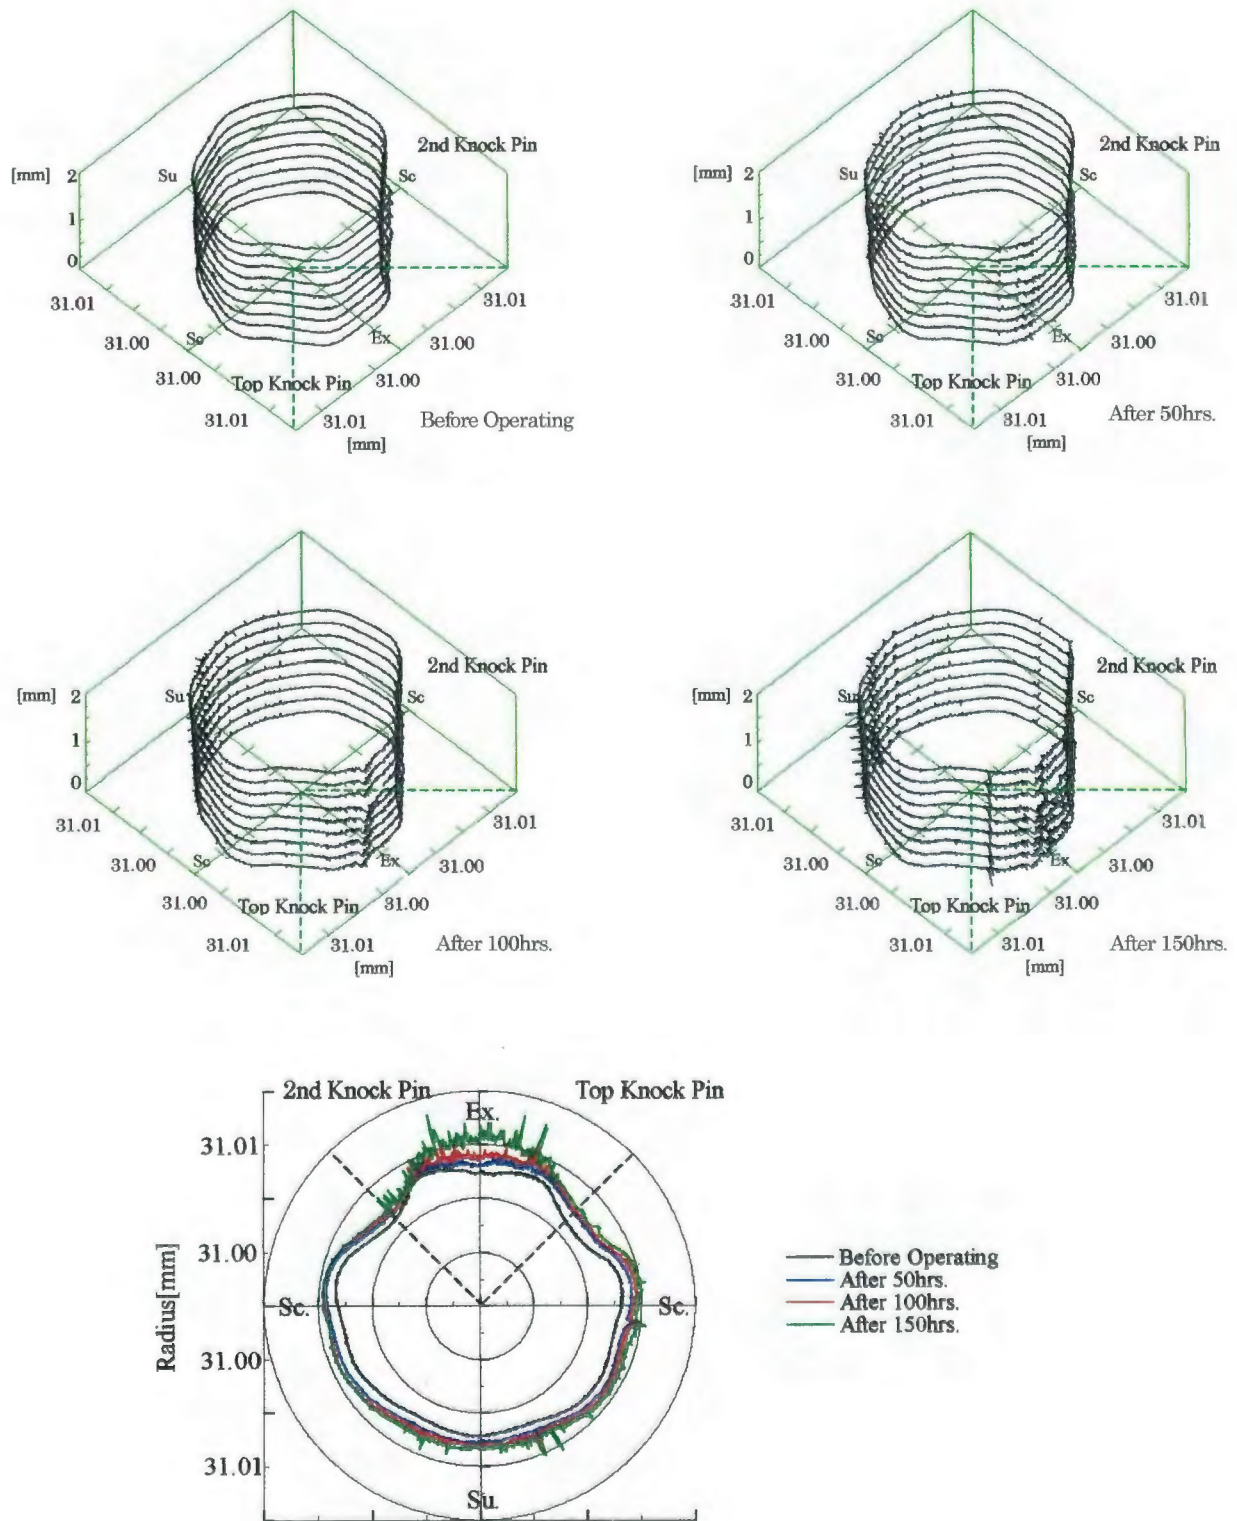 2nd Knock Pin
[mm] 2
Su
Sc
1
0
31.01
31.01
31.00
Sc
Ex
31.00
31.00
Top Knock Pin
31.00
31.01
31.01
[mm]
Before Operating
2nd Knock Pin
[mm] 2
Su
Sc
1
0
31.01
31.01
31.00
Sc
Ex
31.00
31.00
Top Knock Pin
31.00
31.01
31.01
[mm]
After 50hrs.
2nd Knock Pin
[mm] 2
Su
Sc
1
0
31.01
31.01
31.00
Sc
Ex
31.00
31.00
Top Knock Pin
31.00
31.01
31.01
[mm]
After 100hrs.
2nd Knock Pin
[mm] 2
Su
Sc
1
0
31.01
31.01
31.00
Sc
Ex
31.00
31.00
Top Knock Pin
31.00
31.01
31.01
[mm]
After 150hrs.
2nd Knock Pin
Top Knock Pin
Ex.
31.01
31.00
Sc.
Sc.
31.00
31.01
Su.
Radius[mm]
Before Operating
After 50hrs.
After 100hrs.
After 150hrs.